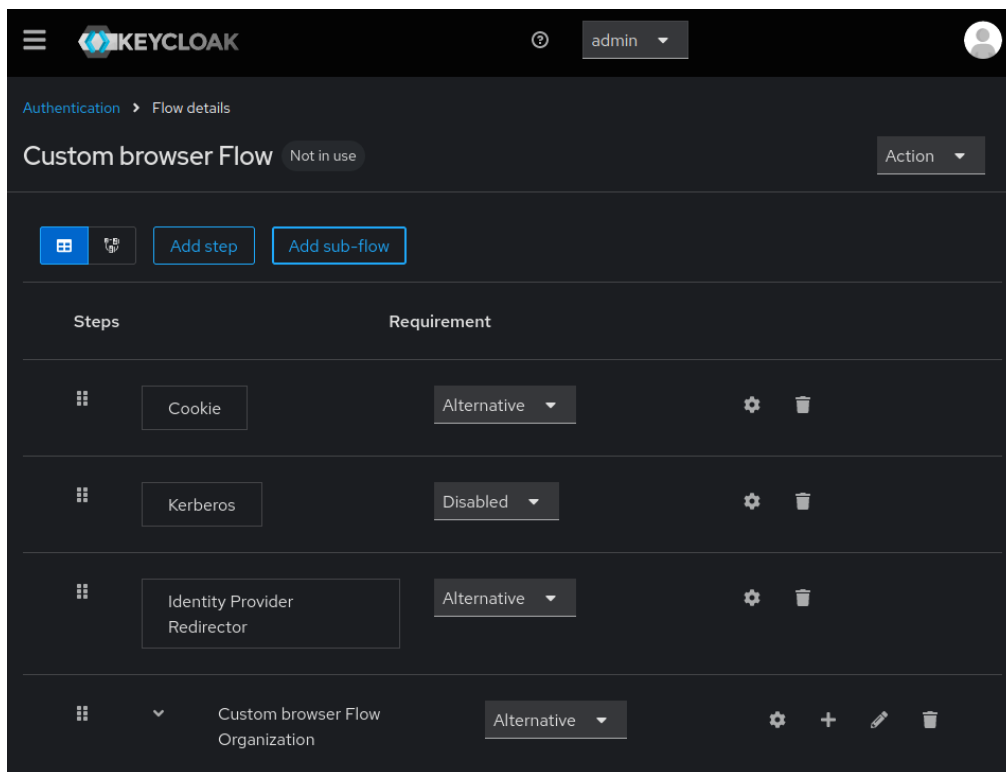 KEYCLOAK
admin
Authentication > Flow details
Custom browser Flow Not in use
Action
Add step Add sub-flow
Steps Requirement
Cookie Alternative
Kerberos Disabled
Identity Provider
Redirector
Alternative
Custom browser Flow
Organization
Alternative